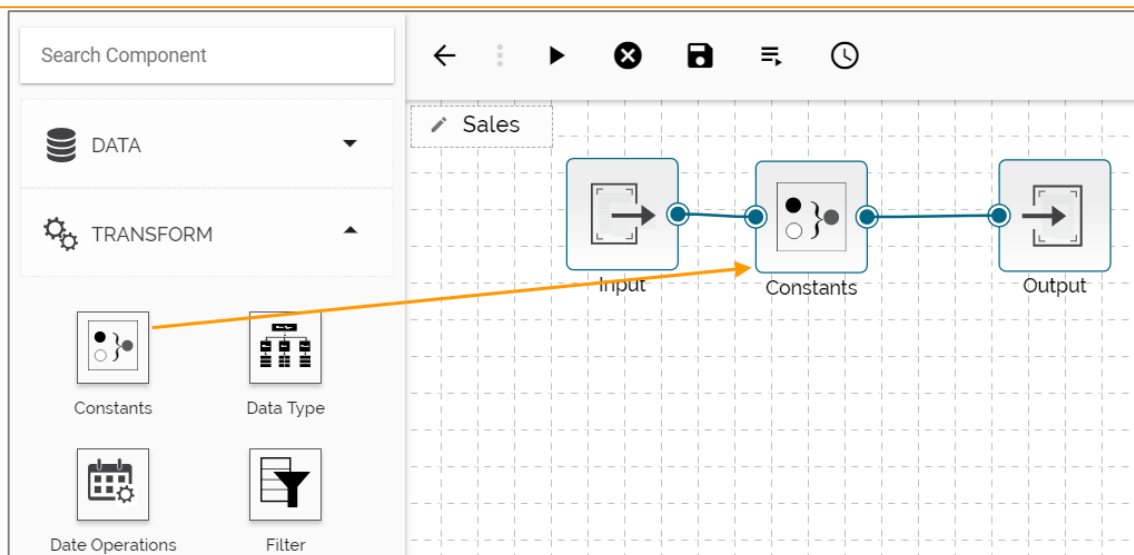 Search Component
Sales
DATA
TRANSFORM
Input
Constants
Output
Constants
Data Type
Date Operations
Filter